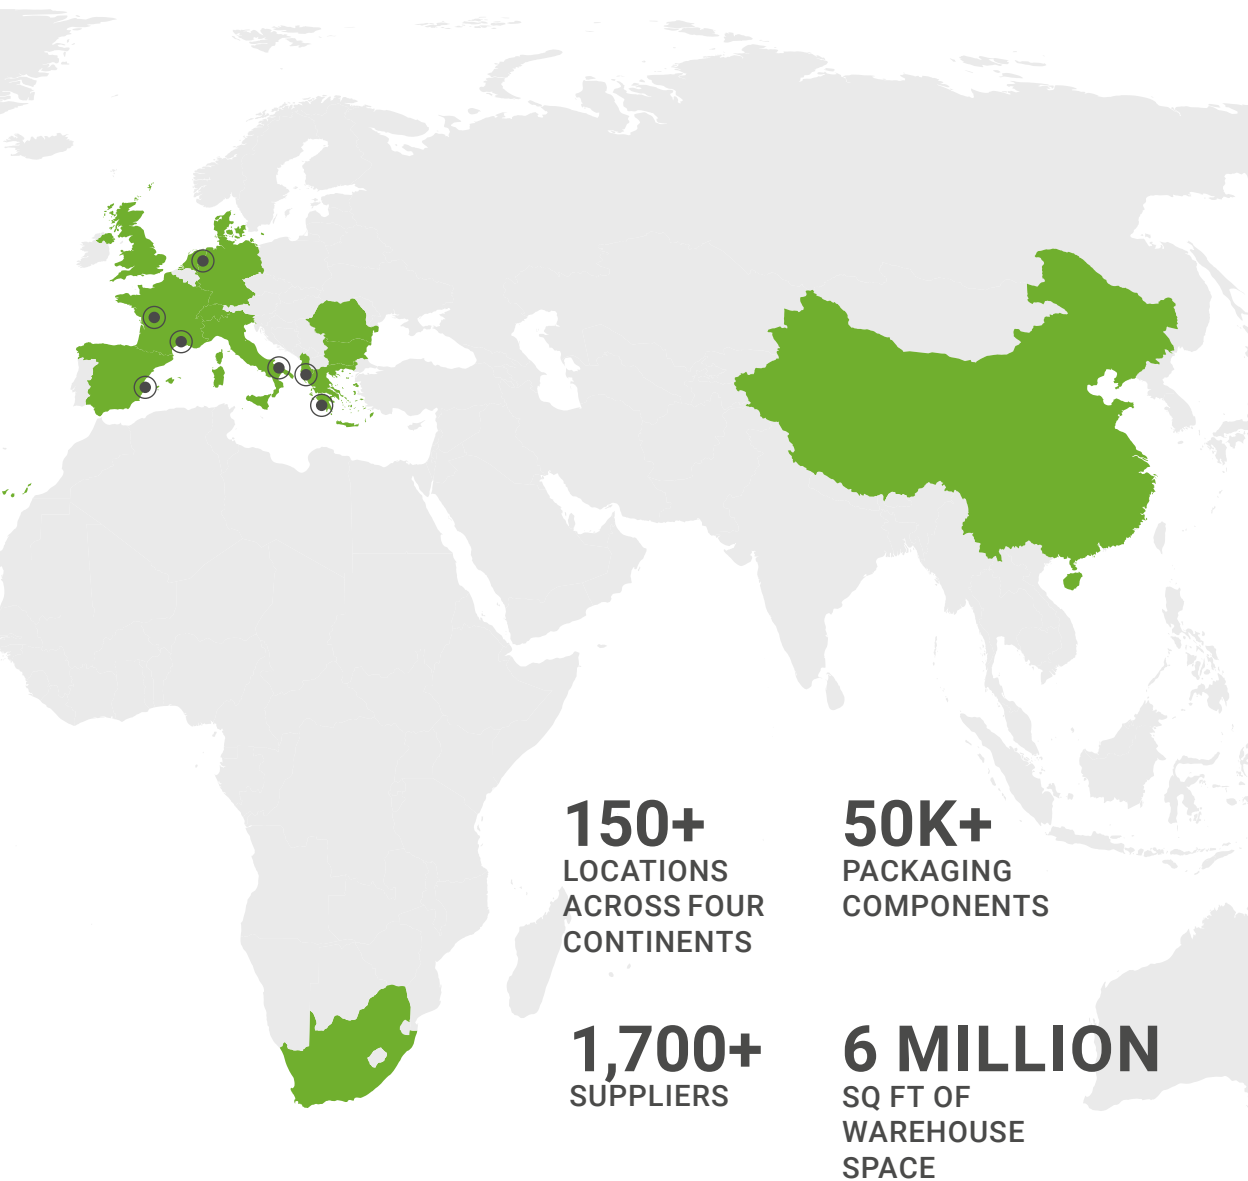 150+
LOCATIONS
ACROSS FOUR
CONTINENTS
50K+
PACKAGING
COMPONENTS
1,700+
SUPPLIERS
6 MILLION
SQ FT OF
WAREHOUSE
SPACE